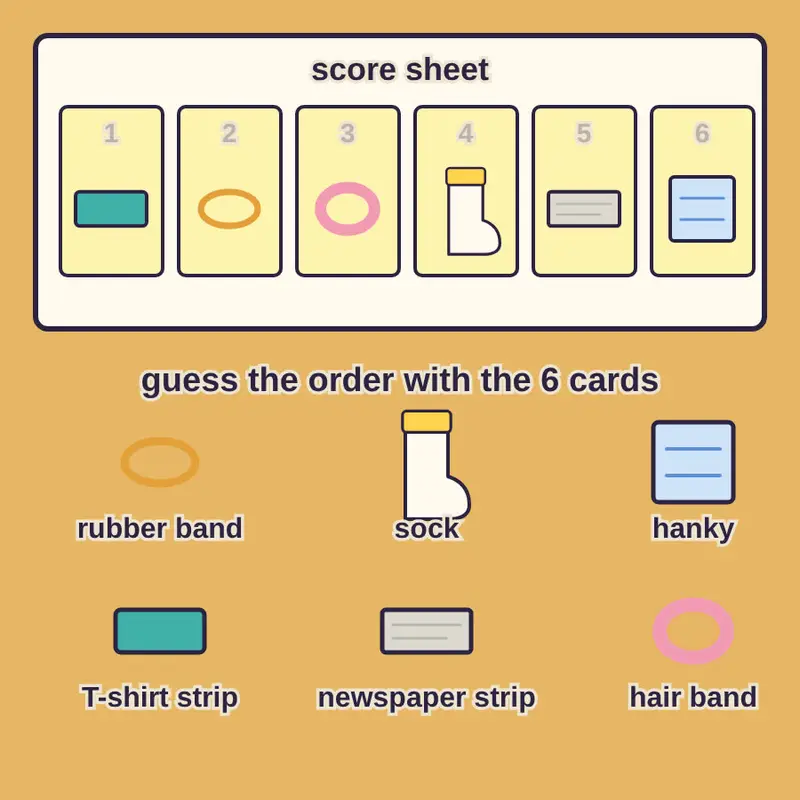 score sheet
1 2 3 4 5 6
guess the order with the 6 cards
rubber band sock hanky
T-shirt strip newspaper strip hair band